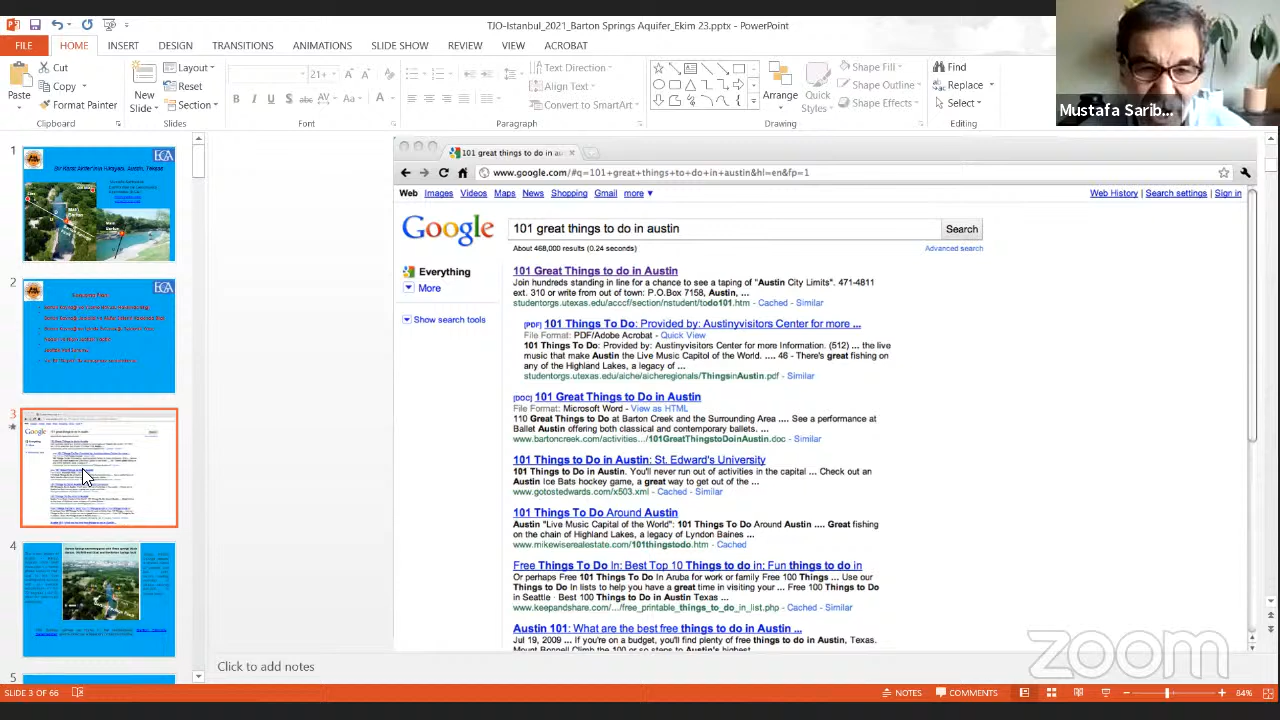 TJO-Istanbul_2021_Barton Springs Aquifer_Ekim 23.pptx - PowerPoint
FILE HOME INSERT DESIGN TRANSITIONS ANIMATIONS SLIDE SHOW REVIEW VIEW ACROBAT
Cut
Copy
Format Painter
Paste
Clipboard
New
Slide
Layout
Reset
Section
Slides
21+
B I U S abc AV Aa A
Font
Text Direction
Align Text
Convert to SmartArt
Paragraph
Arrange
Quick
Styles
Shape Fill
Shape Outline
Shape Effects
Drawing
Find
Replace
Select
Editing
Mustafa Sarib...
1
2
3
4
5
101 great things to do in au
www.google.com/#q=101+great+things+to+do+in+austin&hl=en&fp=1
Web Images Videos Maps News Shopping Gmail more ▼
Web History | Search settings | Sign in
Google
101 great things to do in austin
Search
About 468,000 results (0.24 seconds)
Advanced search
Everything
More
Show search tools
101 Great Things to do in Austin
Join hundreds standing in line for a chance to see a taping of "Austin City Limits". 471-4811
ext. 310 or write from out of town: P.O.Box 7158, Austin, ...
studentorgs.utexas.edu/acccf/section/nstudent/todo101.htm - Cached - Similar
[PDF] 101 Things To Do: Provided by: Austinyvisitors Center for more ...
File Format: PDF/Adobe Acrobat - Quick View
101 Things To Do: Provided by: Austinyvisitors Center for more Information. (512) ... the live
music that make Austin the Live Music Capitol of the World. .... 46 - There's great fishing on
any of the Highland Lakes, a legacy of ...
studentorgs.utexas.edu/aiche/aicheregionals/ThingsinAustin.pdf - Similar
[DOC] 101 Great Things to Do in Austin
File Format: Microsoft Word - View as HTML
110 Great Things to Do at Barton Creek and the Surrounding Area .... See a performance at
Ballet Austin offering both classical and contemporary ballets. ...
www.bartoncreek.com/activities.../101GreatThingstoDoinAustin.doc - Similar
101 Things to Do in Austin: St. Edward's University
101 Things to Do in Austin. You'll never run out of activities in the capital ... Check out an
Austin Ice Bats hockey game, a great way to get out of the ...
www.gotostedwards.com/x503.xml - Cached - Similar
101 Things To Do Around Austin
Austin "Live Music Capital of the World": 101 Things To Do Around Austin .... Great fishing
on the chain of Highland Lakes, a legacy of Lyndon Baines ...
www.mikewiserealestate.com/101thingstodo.htm - Cached
Free Things To Do In: Best Top 10 Things to do in; Fun things to do in
Or perhaps Free 101 Things To Do In Aruba for work or family Free 100 Things ... Use our
Things to Do in lists to help you have a great time in visiting your ... Free 100 Things to Do
in Seattle · Best 100 Things to Do in Austin Texas ...
www.keepandshare.com/.../free_printable_things_to_do_in_list.php - Cached - Similar
Austin 101: What are the best free things to do in Austin ...
Jul 19, 2009 ... If you're on a budget, you'll find plenty of free things to do in Austin, Texas.
Mount Bonnell Climb the 100 or so steps to Austin's highest
zoom
Click to add notes
SLIDE 3 OF 66
NOTES COMMENTS
84%